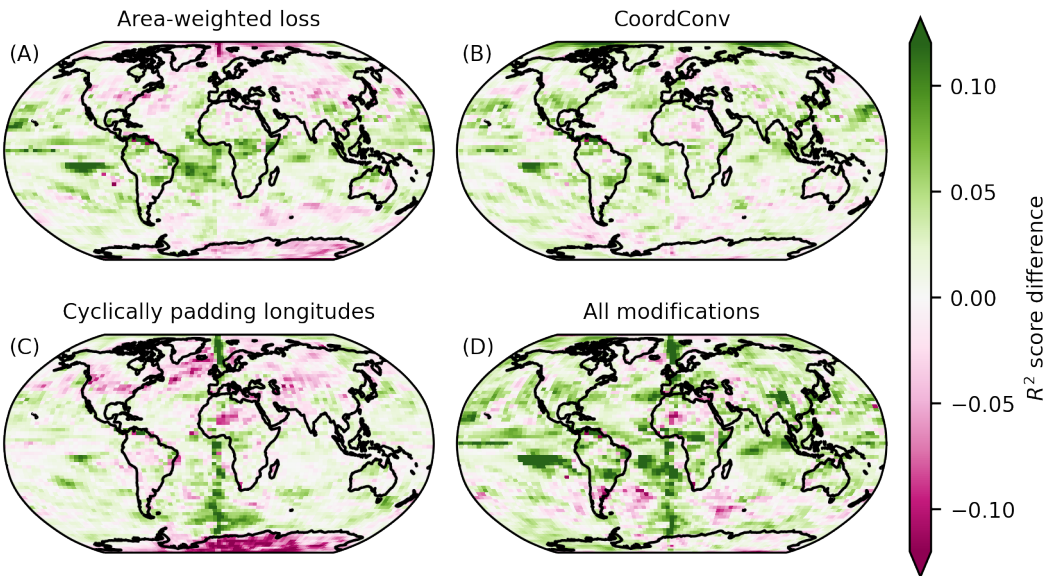 Area-weighted loss
CoordConv
(A)
(B)
Cyclically padding longitudes
All modifications
(C)
(D)
0.10
0.05
0.00
−0.05
−0.10
R² score difference